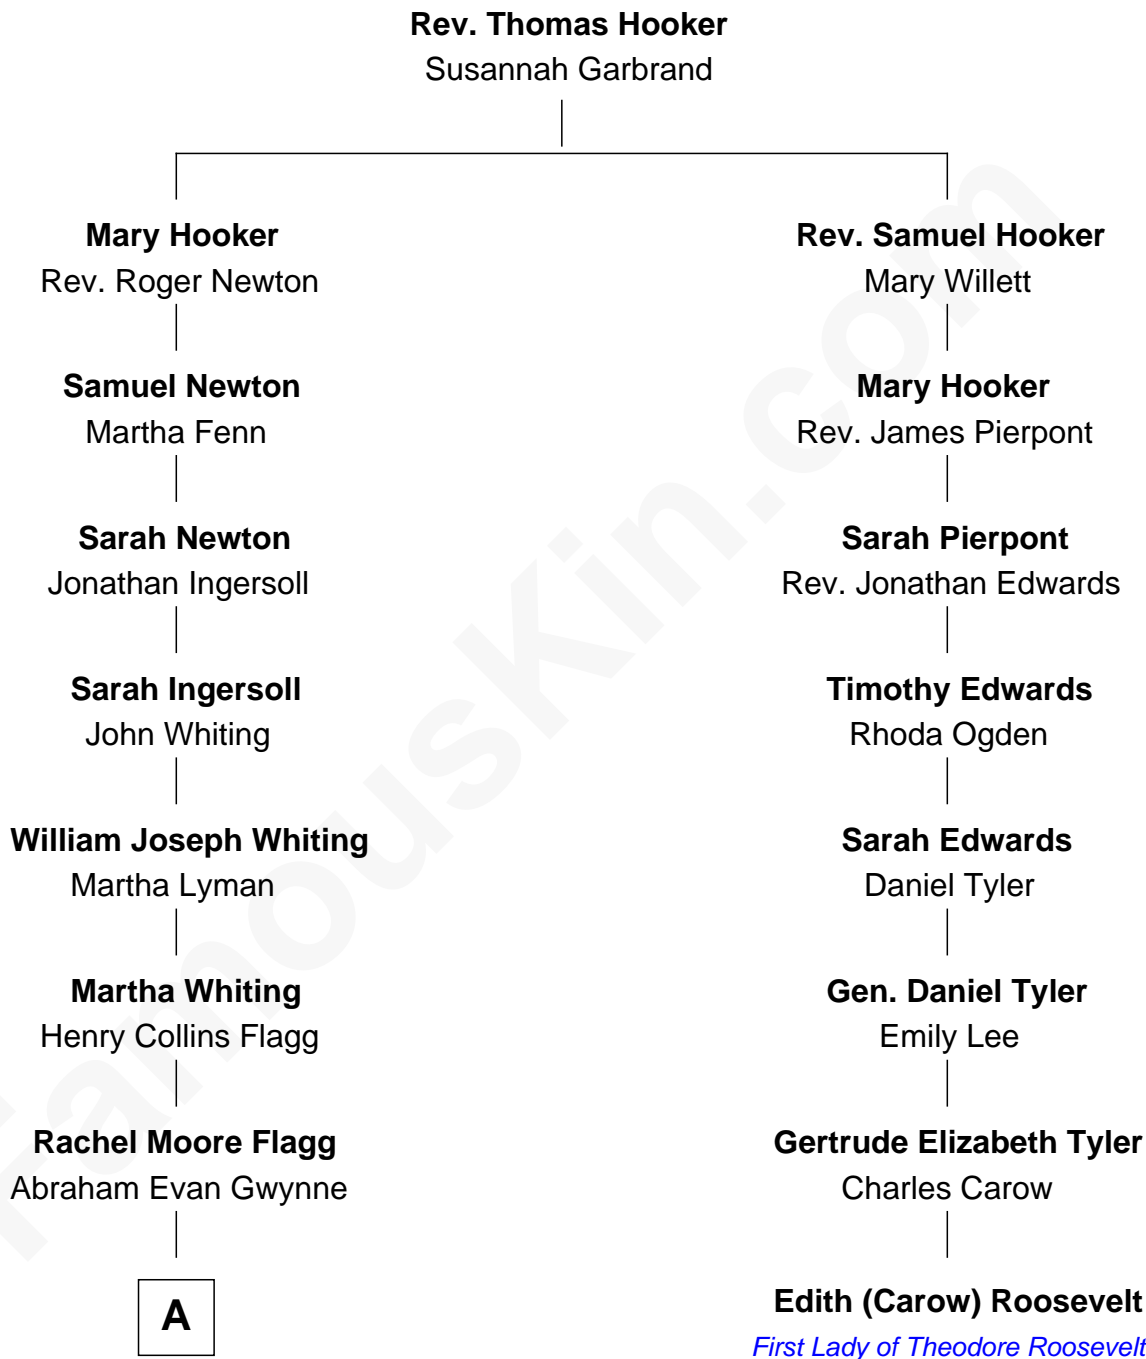 Rev. Thomas Hooker
Susannah Garbrand
Mary Hooker
Rev. Roger Newton
Rev. Samuel Hooker
Mary Willett
Samuel Newton
Martha Fenn
Mary Hooker
Rev. James Pierpont
Sarah Newton
Jonathan Ingersoll
Sarah Pierpont
Rev. Jonathan Edwards
Sarah Ingersoll
John Whiting
Timothy Edwards
Rhoda Ogden
William Joseph Whiting
Martha Lyman
Sarah Edwards
Daniel Tyler
Martha Whiting
Henry Collins Flagg
Gen. Daniel Tyler
Emily Lee
Rachel Moore Flagg
Abraham Evan Gwynne
Gertrude Elizabeth Tyler
Charles Carow
A
Edith (Carow) Roosevelt
First Lady of Theodore Roosevelt
FamousKin.com